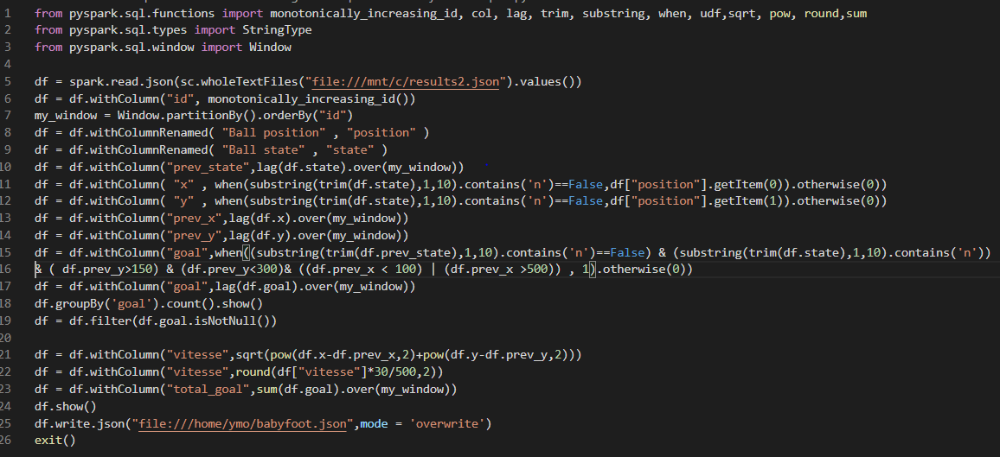 1 from pyspark.sql.functions import monotonically_increasing_id, col, lag, trim, substring, when, udf,sqrt, pow, round,sum
2 from pyspark.sql.types import StringType
3 from pyspark.sql.window import Window
4
5 df = spark.read.json(sc.wholeTextFiles("file:///mnt/c/results2.json").values())
6 df = df.withColumn("id", monotonically_increasing_id())
7 my_window = Window.partitionBy().orderBy("id")
8 df = df.withColumnRenamed( "Ball position" , "position" )
9 df = df.withColumnRenamed( "Ball state" , "state" )
10 df = df.withColumn("prev_state",lag(df.state).over(my_window))
11 df = df.withColumn( "x" , when(substring(trim(df.state),1,10).contains('n')==False,df["position"].getItem(0)).otherwise(0))
12 df = df.withColumn( "y" , when(substring(trim(df.state),1,10).contains('n')==False,df["position"].getItem(1)).otherwise(0))
13 df = df.withColumn("prev_x",lag(df.x).over(my_window))
14 df = df.withColumn("prev_y",lag(df.y).over(my_window))
15 df = df.withColumn("goal",when((substring(trim(df.prev_state),1,10).contains('n')==False) & (substring(trim(df.state),1,10).contains('n'))
16 & ( df.prev_y>150) & (df.prev_y<300)& ((df.prev_x < 100) | (df.prev_x >500)) , 1).otherwise(0))
17 df = df.withColumn("goal",lag(df.goal).over(my_window))
18 df.groupBy('goal').count().show()
19 df = df.filter(df.goal.isNotNull())
20
21 df = df.withColumn("vitesse",sqrt(pow(df.x-df.prev_x,2)+pow(df.y-df.prev_y,2)))
22 df = df.withColumn("vitesse",round(df["vitesse"]*30/500,2))
23 df = df.withColumn("total_goal",sum(df.goal).over(my_window))
24 df.show()
25 df.write.json("file:///home/ymo/babyfoot.json",mode = 'overwrite')
26 exit()